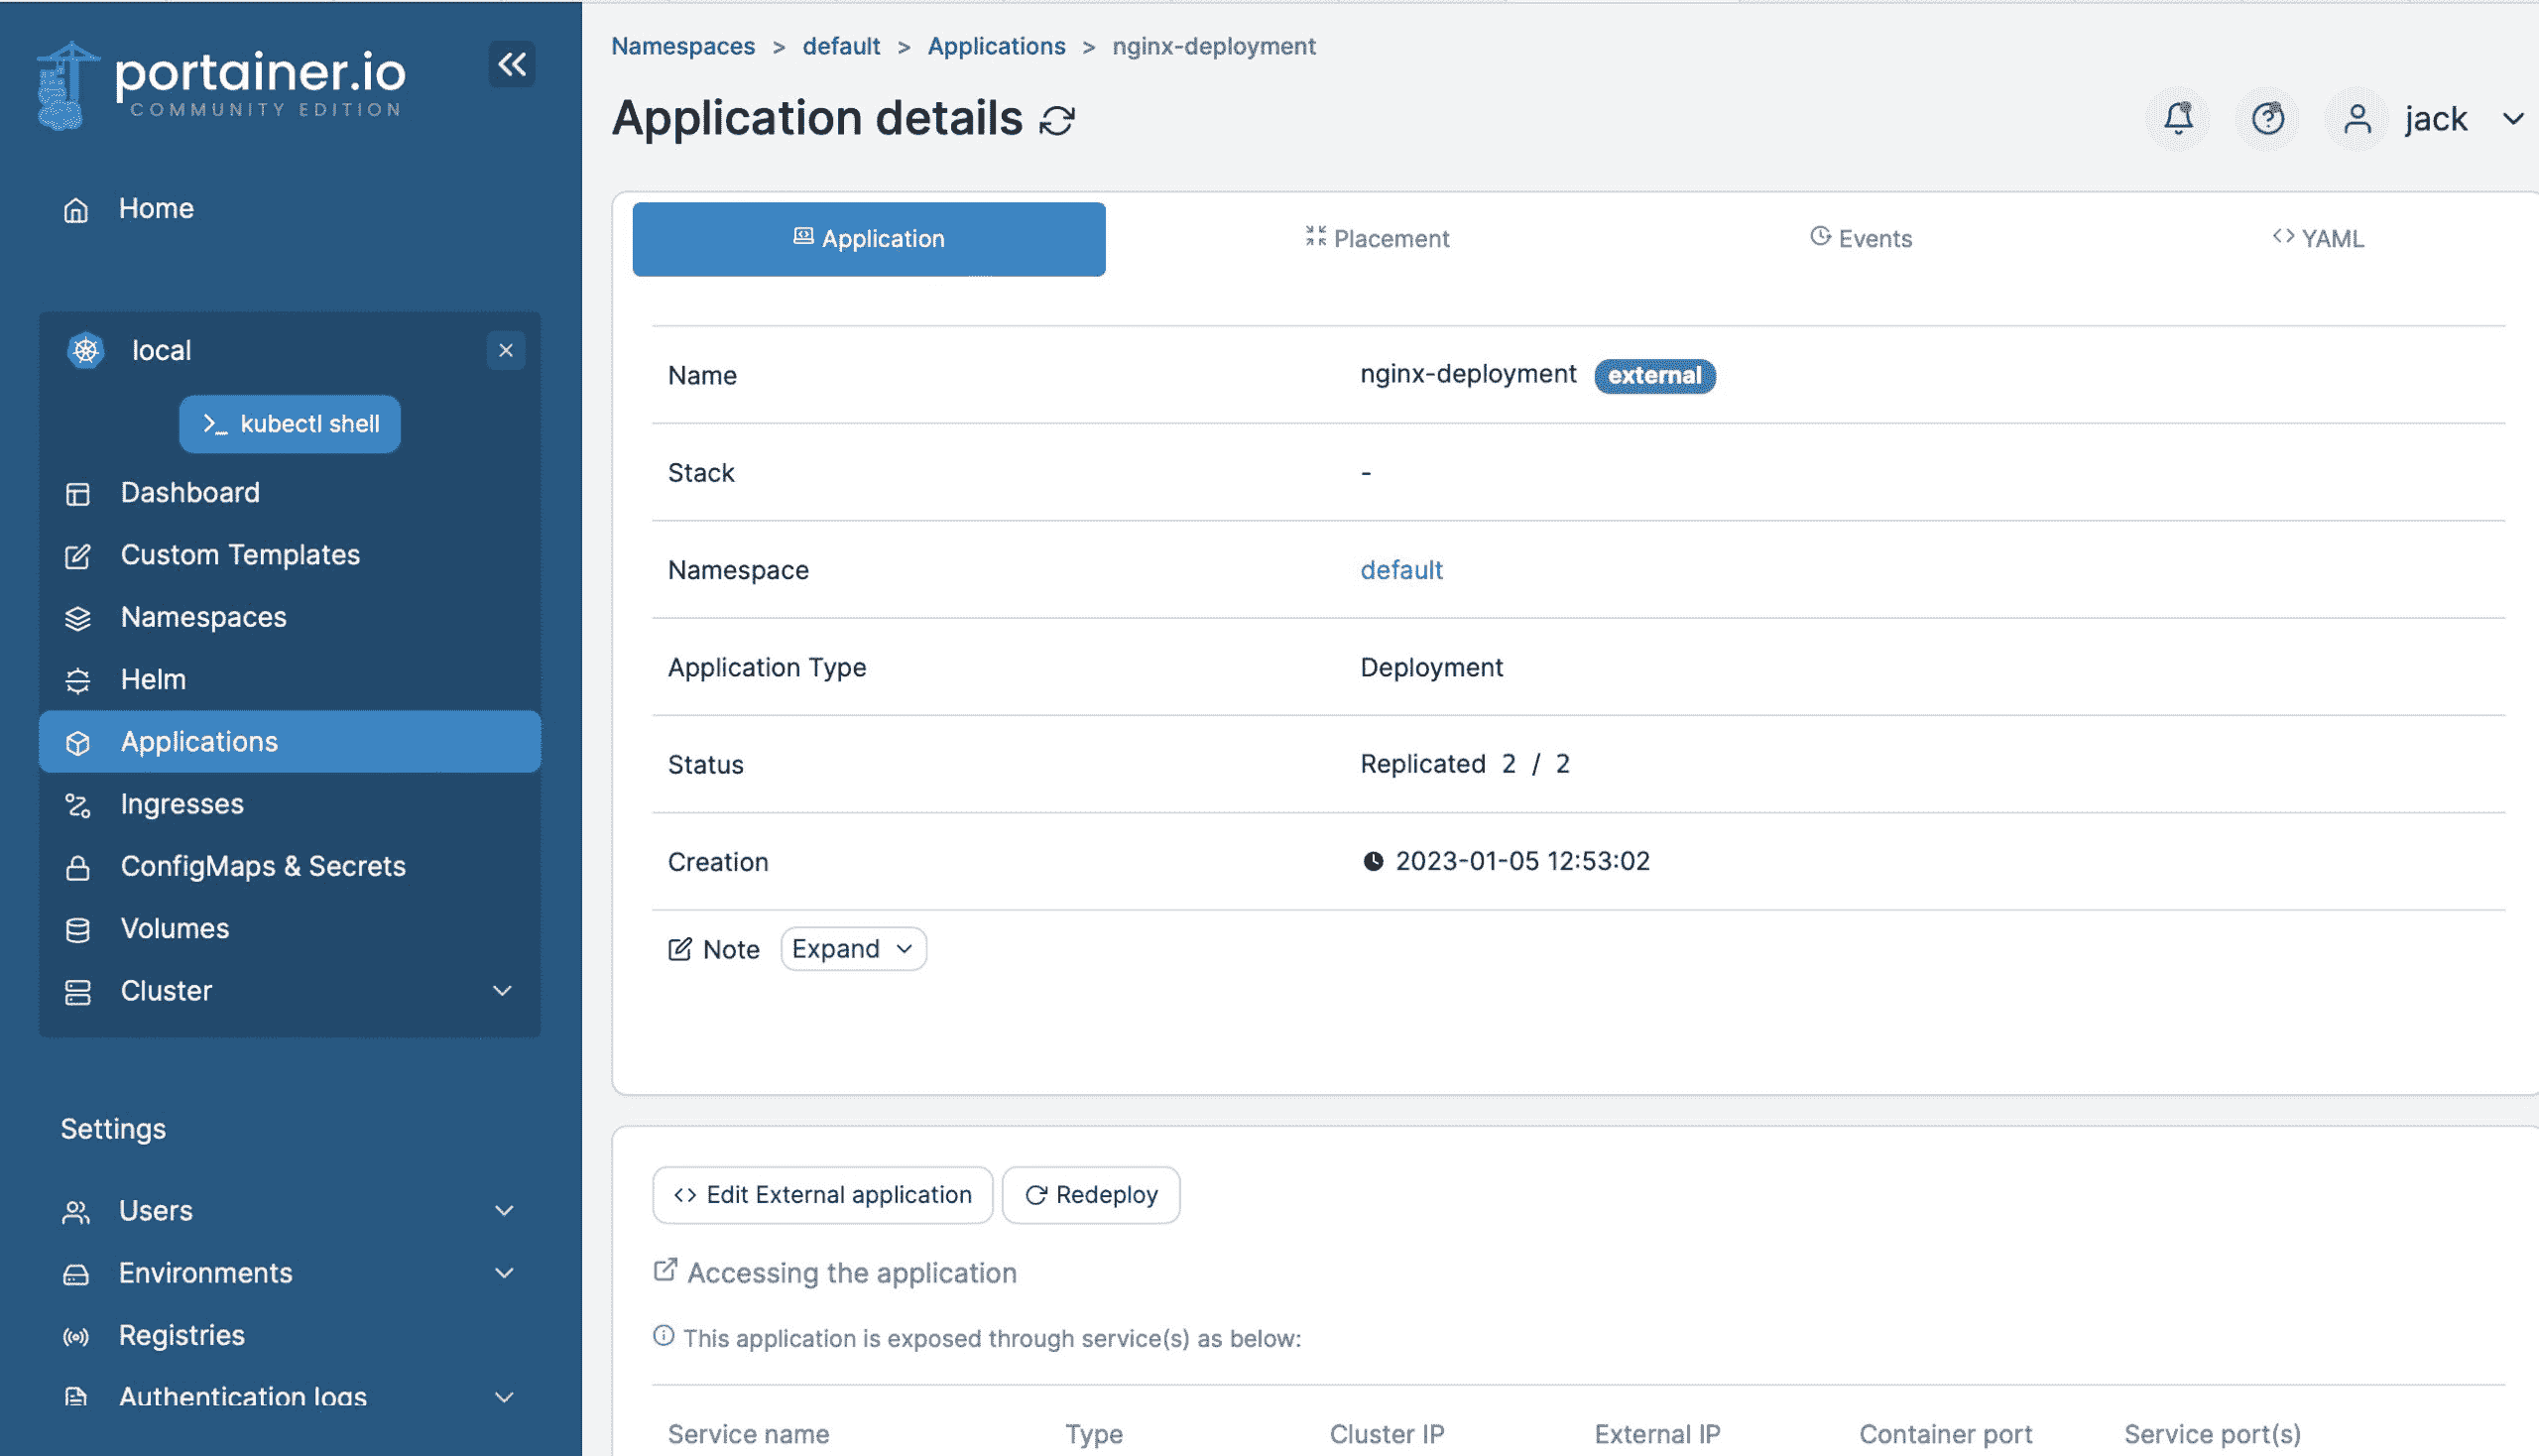 portainer.io
COMMUNITY EDITION
Home
local
>_ kubectl shell
Dashboard
Custom Templates
Namespaces
Helm
Applications
Ingresses
ConfigMaps & Secrets
Volumes
Cluster
Settings
Users
Environments
Registries
Authentication logs
Namespaces > default > Applications > nginx-deployment
Application details
jack
Application Placement Events YAML
Name nginx-deployment external
Stack -
Namespace default
Application Type Deployment
Status Replicated 2 / 2
Creation 2023-01-05 12:53:02
Note Expand
Edit External application Redeploy
Accessing the application
This application is exposed through service(s) as below:
Service name Type Cluster IP External IP Container port Service port(s)